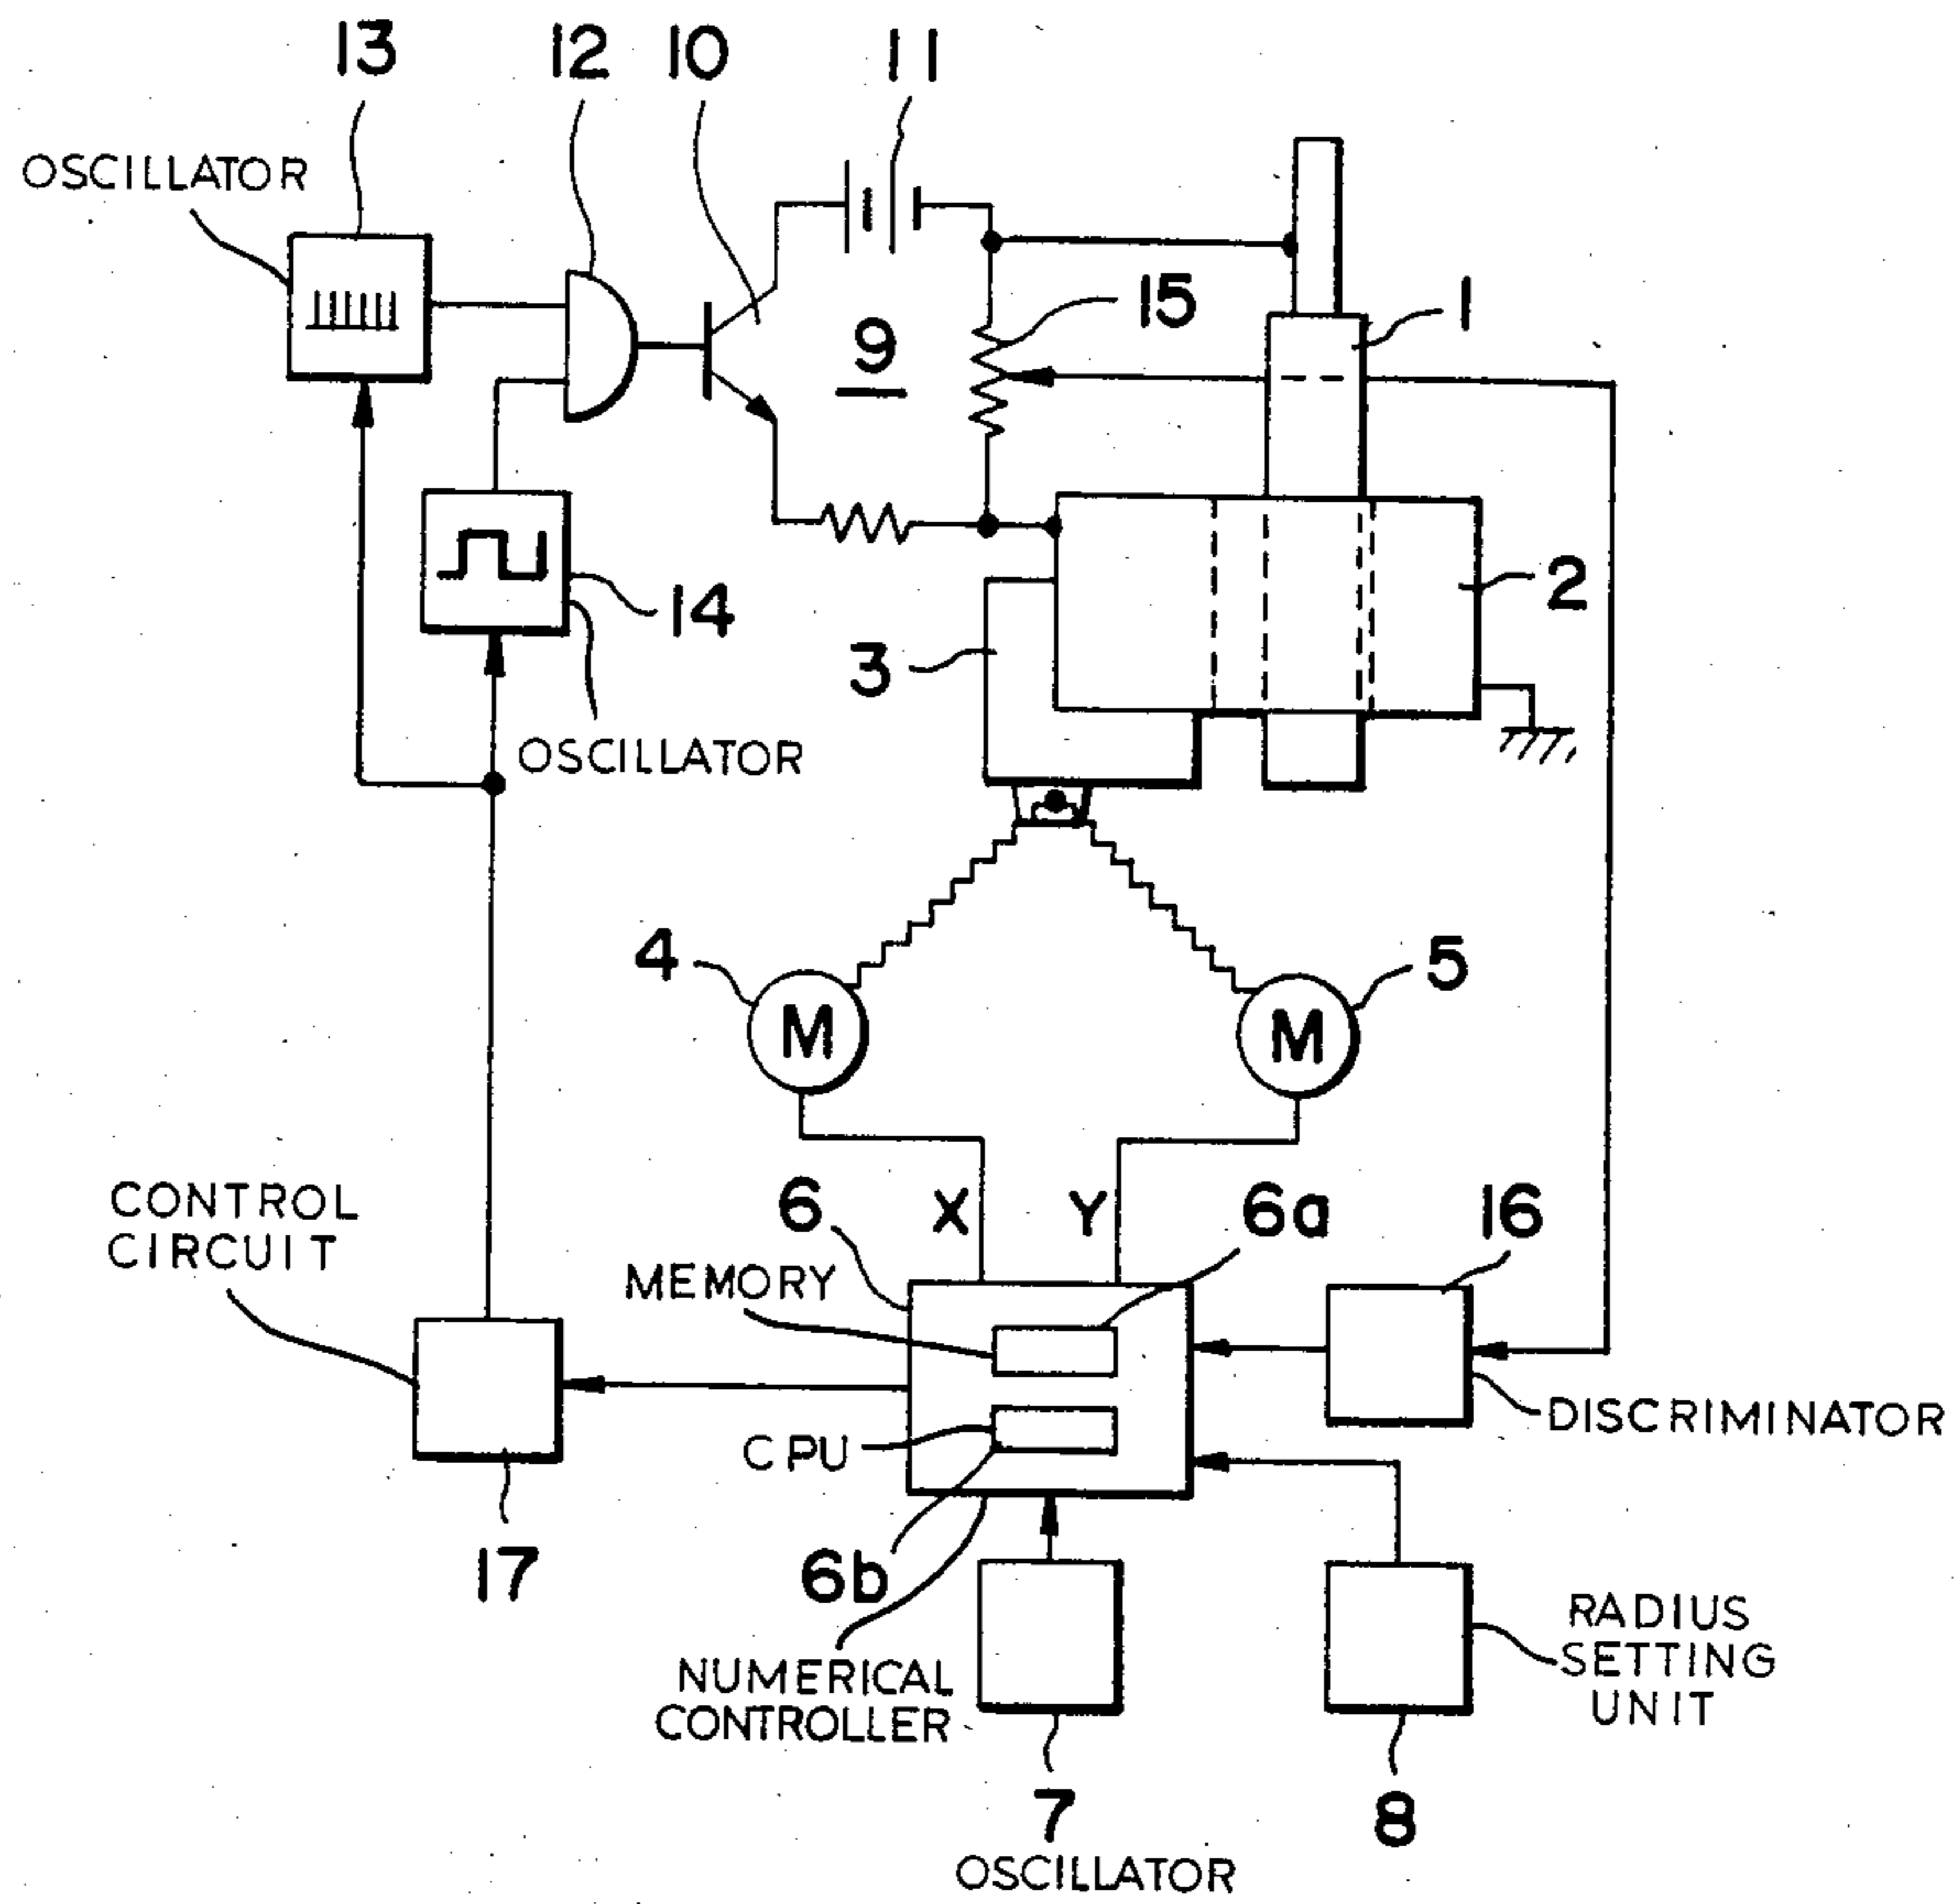 13
12
10
11
OSCILLATOR
15
1
9
14
2
3
OSCILLATOR
4
5
M
M
CONTROL
CIRCUIT
6
X
Y
6a
16
MEMORY
DISCRIMINATOR
CPU
17
6b
NUMERICAL
CONTROLLER
RADIUS
SETTING
UNIT
7
8
OSCILLATOR